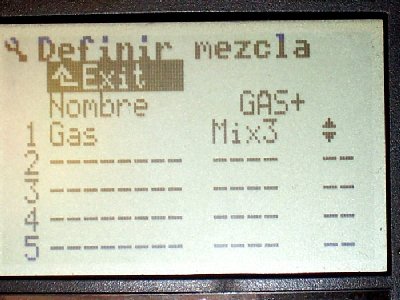 Definir mezcla
Exit
Nombre GAS+
1 Gas Mix3
2 -------- ---- --
3 -------- ---- --
4 -------- ---- --
5 -------- ---- --